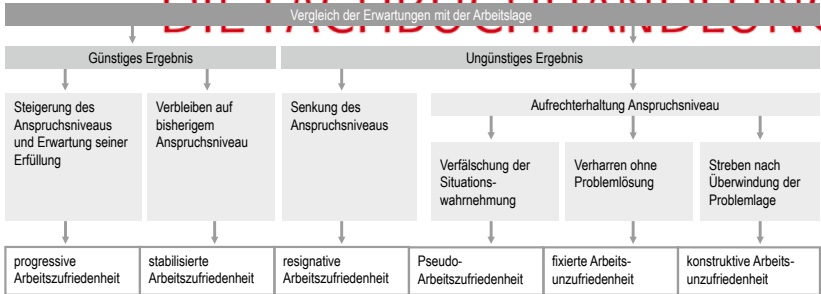 DIE FACHBUCHHANDLUNG
Vergleich der Erwartungen mit der Arbeitslage
Günstiges Ergebnis
Ungünstiges Ergebnis
Steigerung des
Anspruchsniveaus
und Erwartung seiner
Erfüllung
Verbleiben auf
bisherigem
Anspruchsniveau
Senkung des
Anspruchsniveaus
Aufrechterhaltung Anspruchsniveau
Verfälschung der
Situations-
wahrnehmung
Verharren ohne
Problemlösung
Streben nach
Überwindung der
Problemlage
progressive
Arbeitszufriedenheit
stabilisierte
Arbeitszufriedenheit
resignative
Arbeitszufriedenheit
Pseudo-
Arbeitszufriedenheit
fixierte Arbeits-
unzufriedenheit
konstruktive Arbeits-
unzufriedenheit